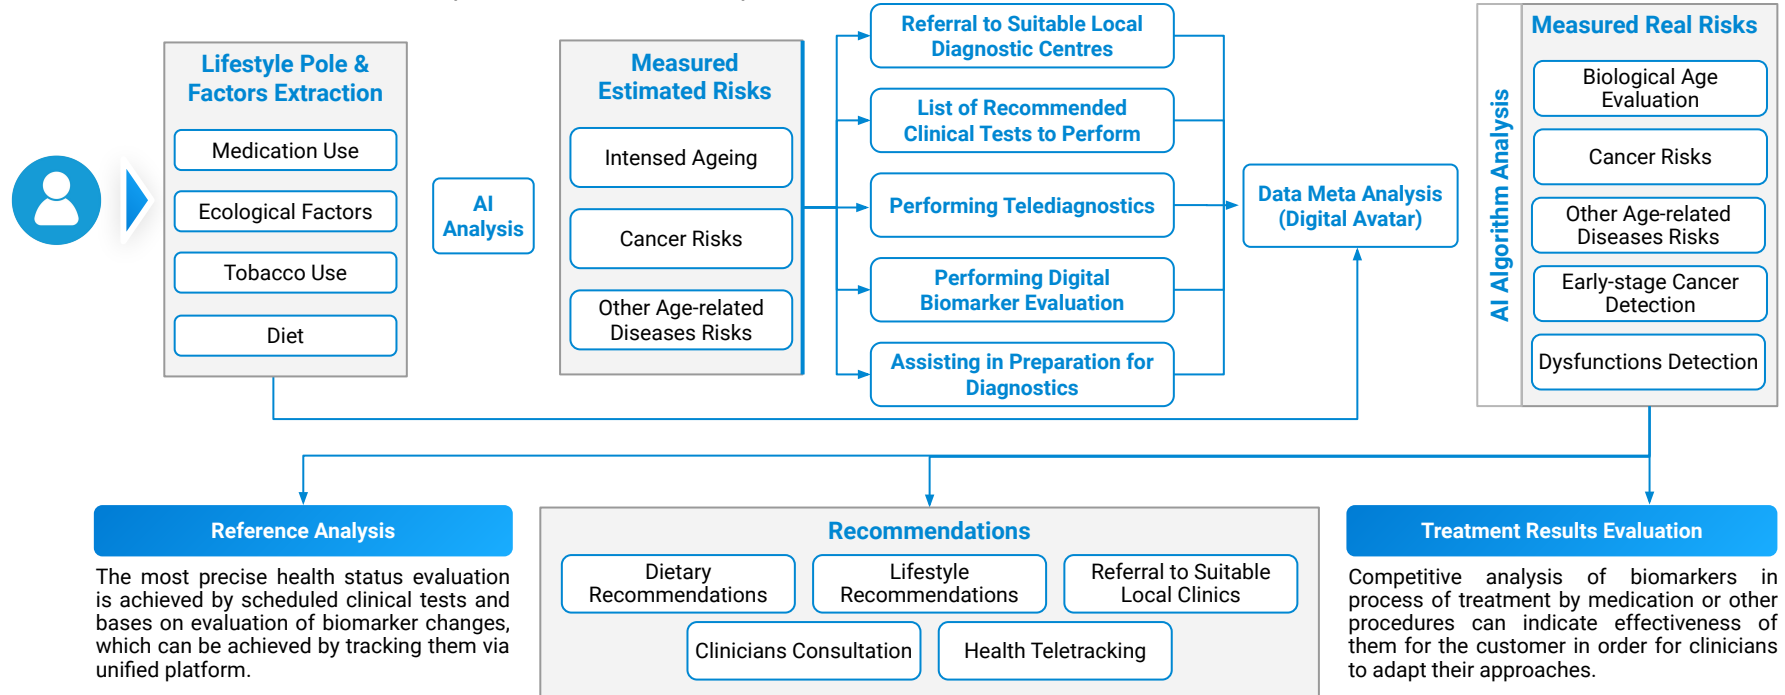 Lifestyle Pole &
Factors Extraction
Medication Use
Ecological Factors
Tobacco Use
Diet
AI
Analysis
Measured
Estimated Risks
Intensed Ageing
Cancer Risks
Other Age-related
Diseases Risks
Referral to Suitable Local
Diagnostic Centres
List of Recommended
Clinical Tests to Perform
Performing Telediagnostics
Performing Digital
Biomarker Evaluation
Assisting in Preparation for
Diagnostics
Data Meta Analysis
(Digital Avatar)
AI Algorithm Analysis
Measured Real Risks
Biological Age
Evaluation
Cancer Risks
Other Age-related
Diseases Risks
Early-stage Cancer
Detection
Dysfunctions Detection
Reference Analysis
The most precise health status evaluation
is achieved by scheduled clinical tests and
bases on evaluation of biomarker changes,
which can be achieved by tracking them via
unified platform.
Recommendations
Dietary
Recommendations
Lifestyle
Recommendations
Referral to Suitable
Local Clinics
Clinicians Consultation
Health Teletracking
Treatment Results Evaluation
Competitive analysis of biomarkers in
process of treatment by medication or other
procedures can indicate effectiveness of
them for the customer in order for clinicians
to adapt their approaches.